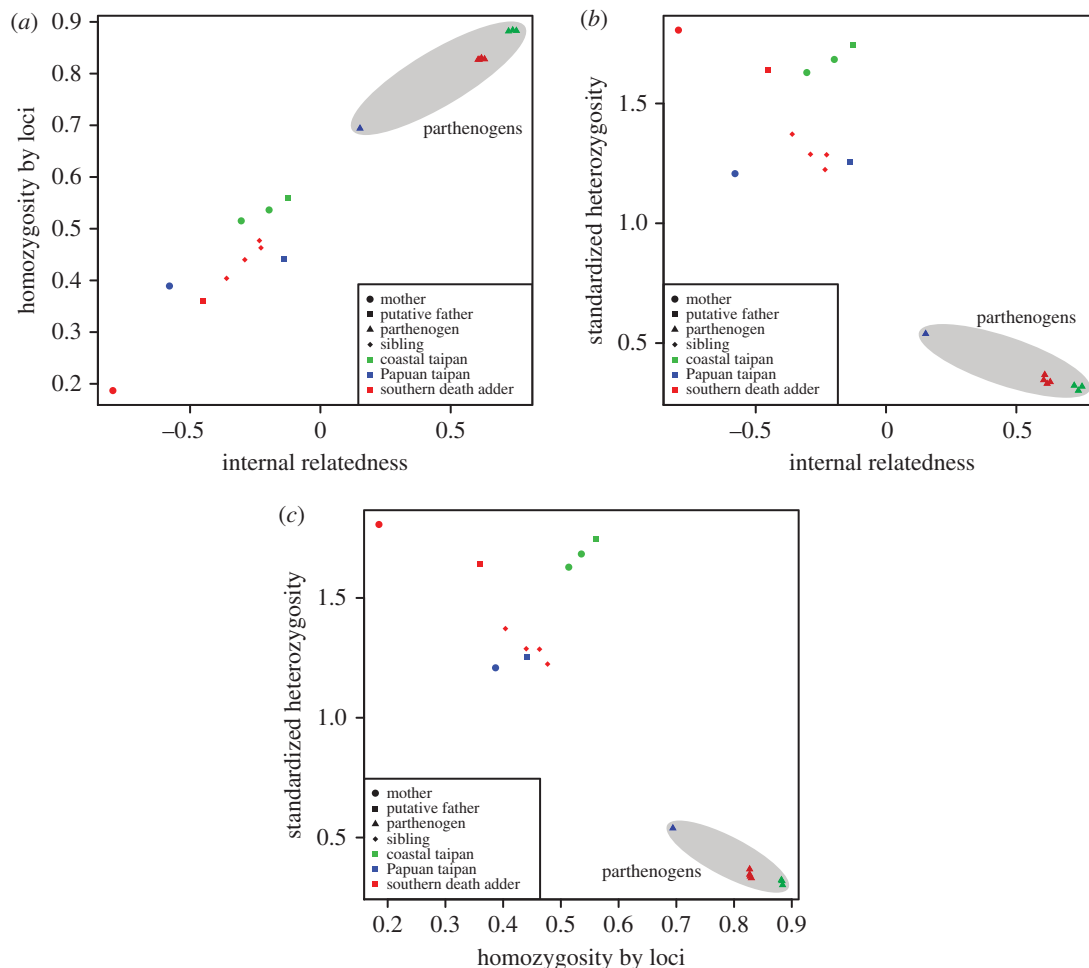 (a)
0.9
0.8
0.7
0.6
0.5
0.4
0.3
0.2
homozygosity by loci
parthenogens
mother
putative father
parthenogen
sibling
coastal taipan
Papuan taipan
southern death adder
–0.5 0 0.5
internal relatedness
(b)
1.5
1.0
0.5
standardized heterozygosity
parthenogens
mother
putative father
parthenogen
sibling
coastal taipan
Papuan taipan
southern death adder
–0.5 0 0.5
internal relatedness
(c)
1.5
1.0
0.5
standardized heterozygosity
parthenogens
mother
putative father
parthenogen
sibling
coastal taipan
Papuan taipan
southern death adder
0.2 0.3 0.4 0.5 0.6 0.7 0.8 0.9
homozygosity by loci